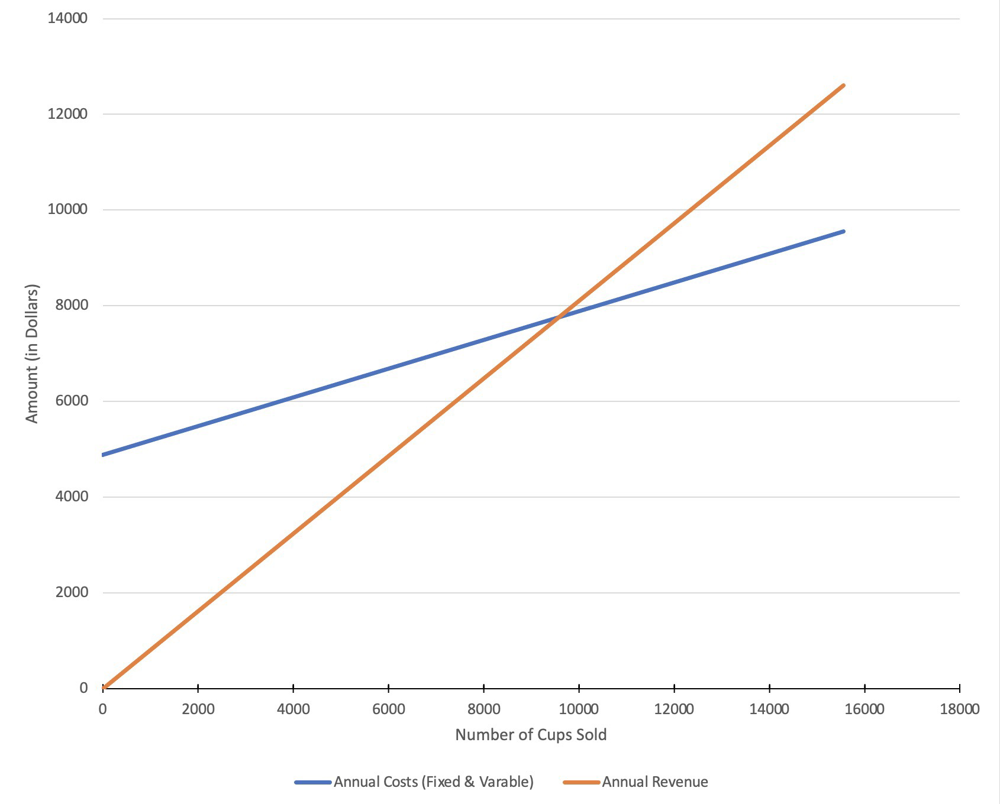 14000
12000
10000
8000
6000
4000
2000
0
Amount (in Dollars)
0 2000 4000 6000 8000 10000 12000 14000 16000 18000
Number of Cups Sold
Annual Costs (Fixed & Varable) Annual Revenue